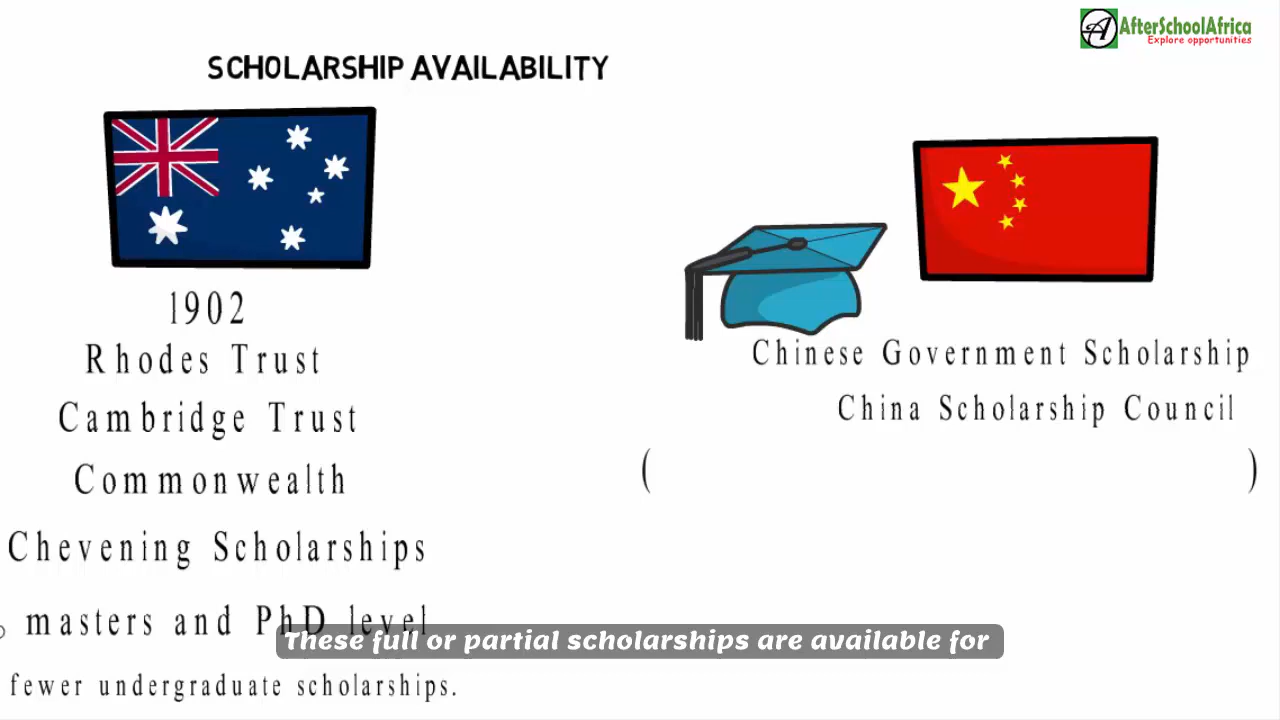 AfterSchoolAfrica
Explore opportunities
SCHOLARSHIP AVAILABILITY
1902
Rhodes Trust
Cambridge Trust
Commonwealth
Chevening Scholarships
masters and PhD level
fewer undergraduate scholarships.
Chinese Government Scholarship
China Scholarship Council
( )
These full or partial scholarships are available for